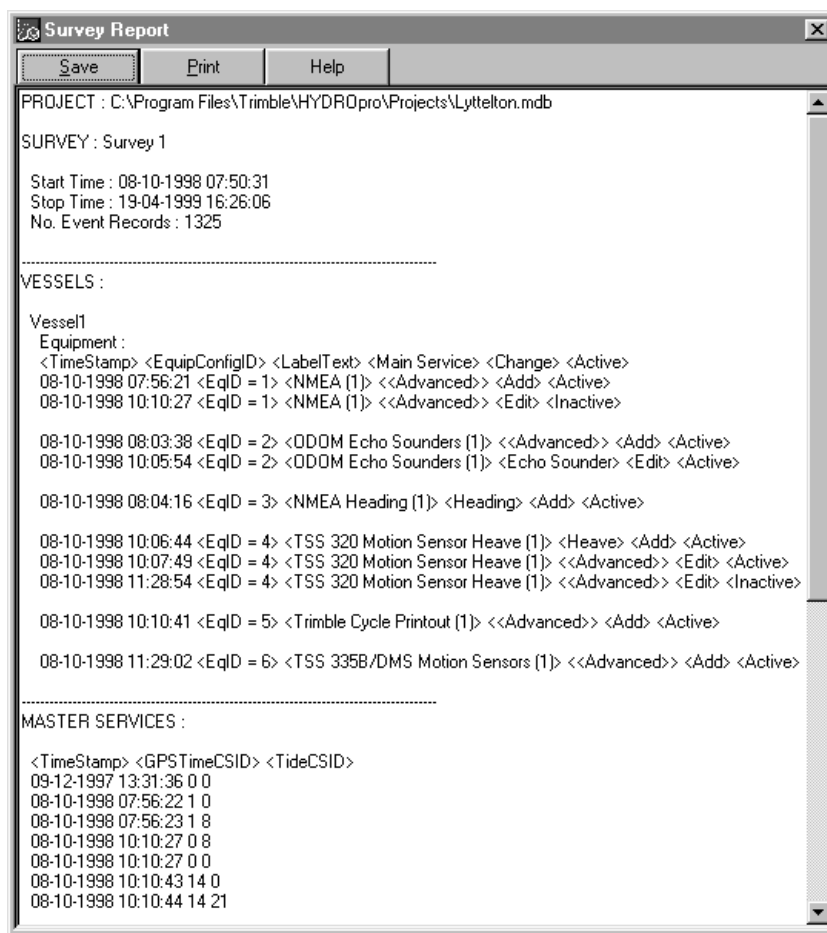 Survey Report
Save Print Help
PROJECT : C:\Program Files\Trimble\HYDROpro\Projects\Lyttelton.mdb
SURVEY : Survey 1
Start Time : 08-10-1998 07:50:31
Stop Time : 19-04-1999 16:26:06
No. Event Records : 1325
--------------------------------------------------------------------------------------------
VESSELS :
Vessel1
Equipment :
<TimeStamp> <EquipConfigID> <LabelText> <Main Service> <Change> <Active>
08-10-1998 07:56:21 <EqID = 1> <NMEA (1)> <<Advanced>> <Add> <Active>
08-10-1998 10:10:27 <EqID = 1> <NMEA (1)> <<Advanced>> <Edit> <Inactive>
08-10-1998 08:03:38 <EqID = 2> <ODOM Echo Sounders (1)> <<Advanced>> <Add> <Active>
08-10-1998 10:05:54 <EqID = 2> <ODOM Echo Sounders (1)> <Echo Sounder> <Edit> <Active>
08-10-1998 08:04:16 <EqID = 3> <NMEA Heading (1)> <Heading> <Add> <Active>
08-10-1998 10:06:44 <EqID = 4> <TSS 320 Motion Sensor Heave (1)> <Heave> <Add> <Active>
08-10-1998 10:07:49 <EqID = 4> <TSS 320 Motion Sensor Heave (1)> <<Advanced>> <Edit> <Active>
08-10-1998 11:28:54 <EqID = 4> <TSS 320 Motion Sensor Heave (1)> <<Advanced>> <Edit> <Inactive>
08-10-1998 10:10:41 <EqID = 5> <Trimble Cycle Printout (1)> <<Advanced>> <Add> <Active>
08-10-1998 11:29:02 <EqID = 6> <TSS 335B/DMS Motion Sensors (1)> <<Advanced>> <Add> <Active>
--------------------------------------------------------------------------------------------
MASTER SERVICES :
<TimeStamp> <GPSTimeCSID> <TideCSID>
09-12-1997 13:31:36 0 0
08-10-1998 07:56:22 1 0
08-10-1998 07:56:23 1 8
08-10-1998 10:10:27 0 8
08-10-1998 10:10:27 0 0
08-10-1998 10:10:43 14 0
08-10-1998 10:10:44 14 21